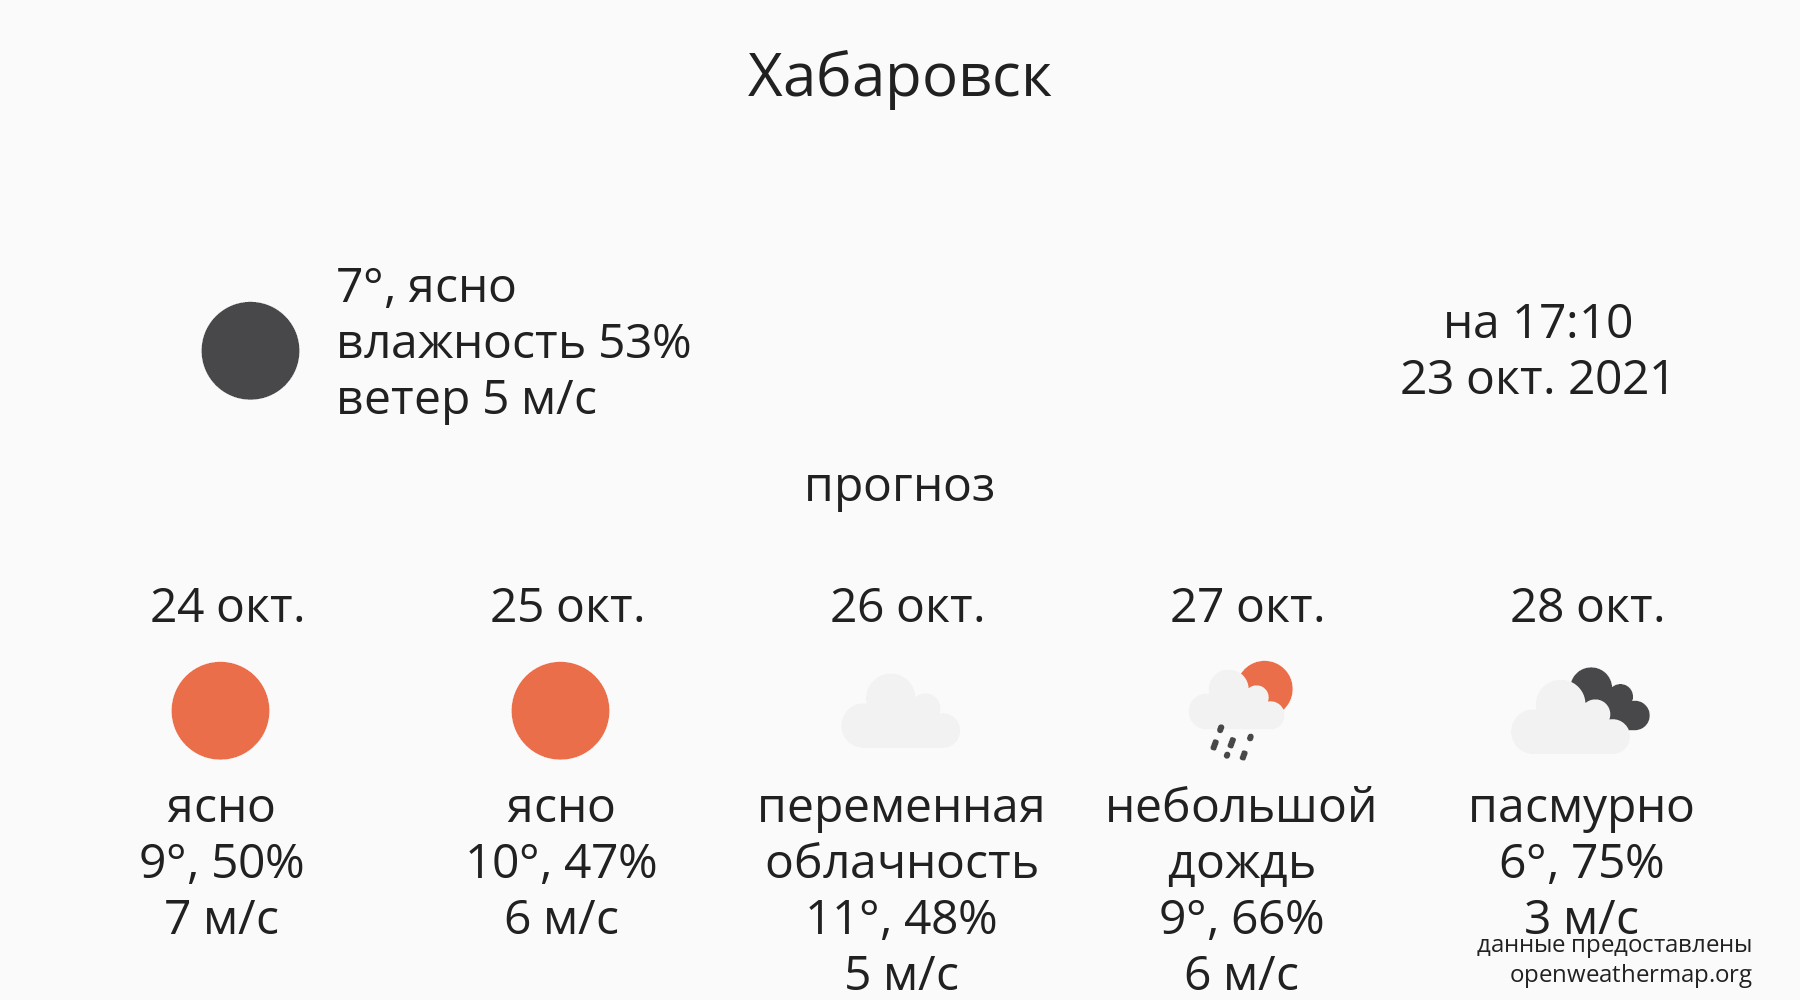 Хабаровск
7°, ясно
влажность 53%
ветер 5 м/с
на 17:10
23 окт. 2021
прогноз
24 окт.
ясно
9°, 50%
7 м/с
25 окт.
ясно
10°, 47%
6 м/с
26 окт.
переменная
облачность
11°, 48%
5 м/с
27 окт.
небольшой
дождь
9°, 66%
6 м/с
28 окт.
пасмурно
6°, 75%
3 м/с
данные предоставлены
openweathermap.org